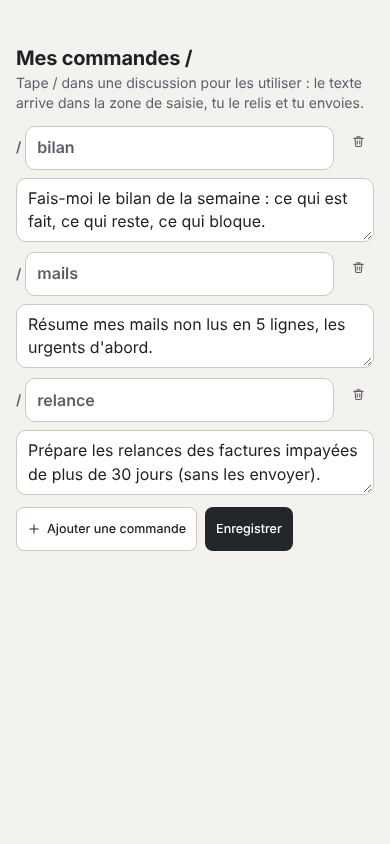 Mes commandes /
Tape / dans une discussion pour les utiliser : le texte
arrive dans la zone de saisie, tu le relis et tu envoies.
/ bilan
Fais-moi le bilan de la semaine : ce qui est
fait, ce qui reste, ce qui bloque.
/ mails
Résume mes mails non lus en 5 lignes, les
urgents d'abord.
/ relance
Prépare les relances des factures impayées
de plus de 30 jours (sans les envoyer).
+ Ajouter une commande Enregistrer